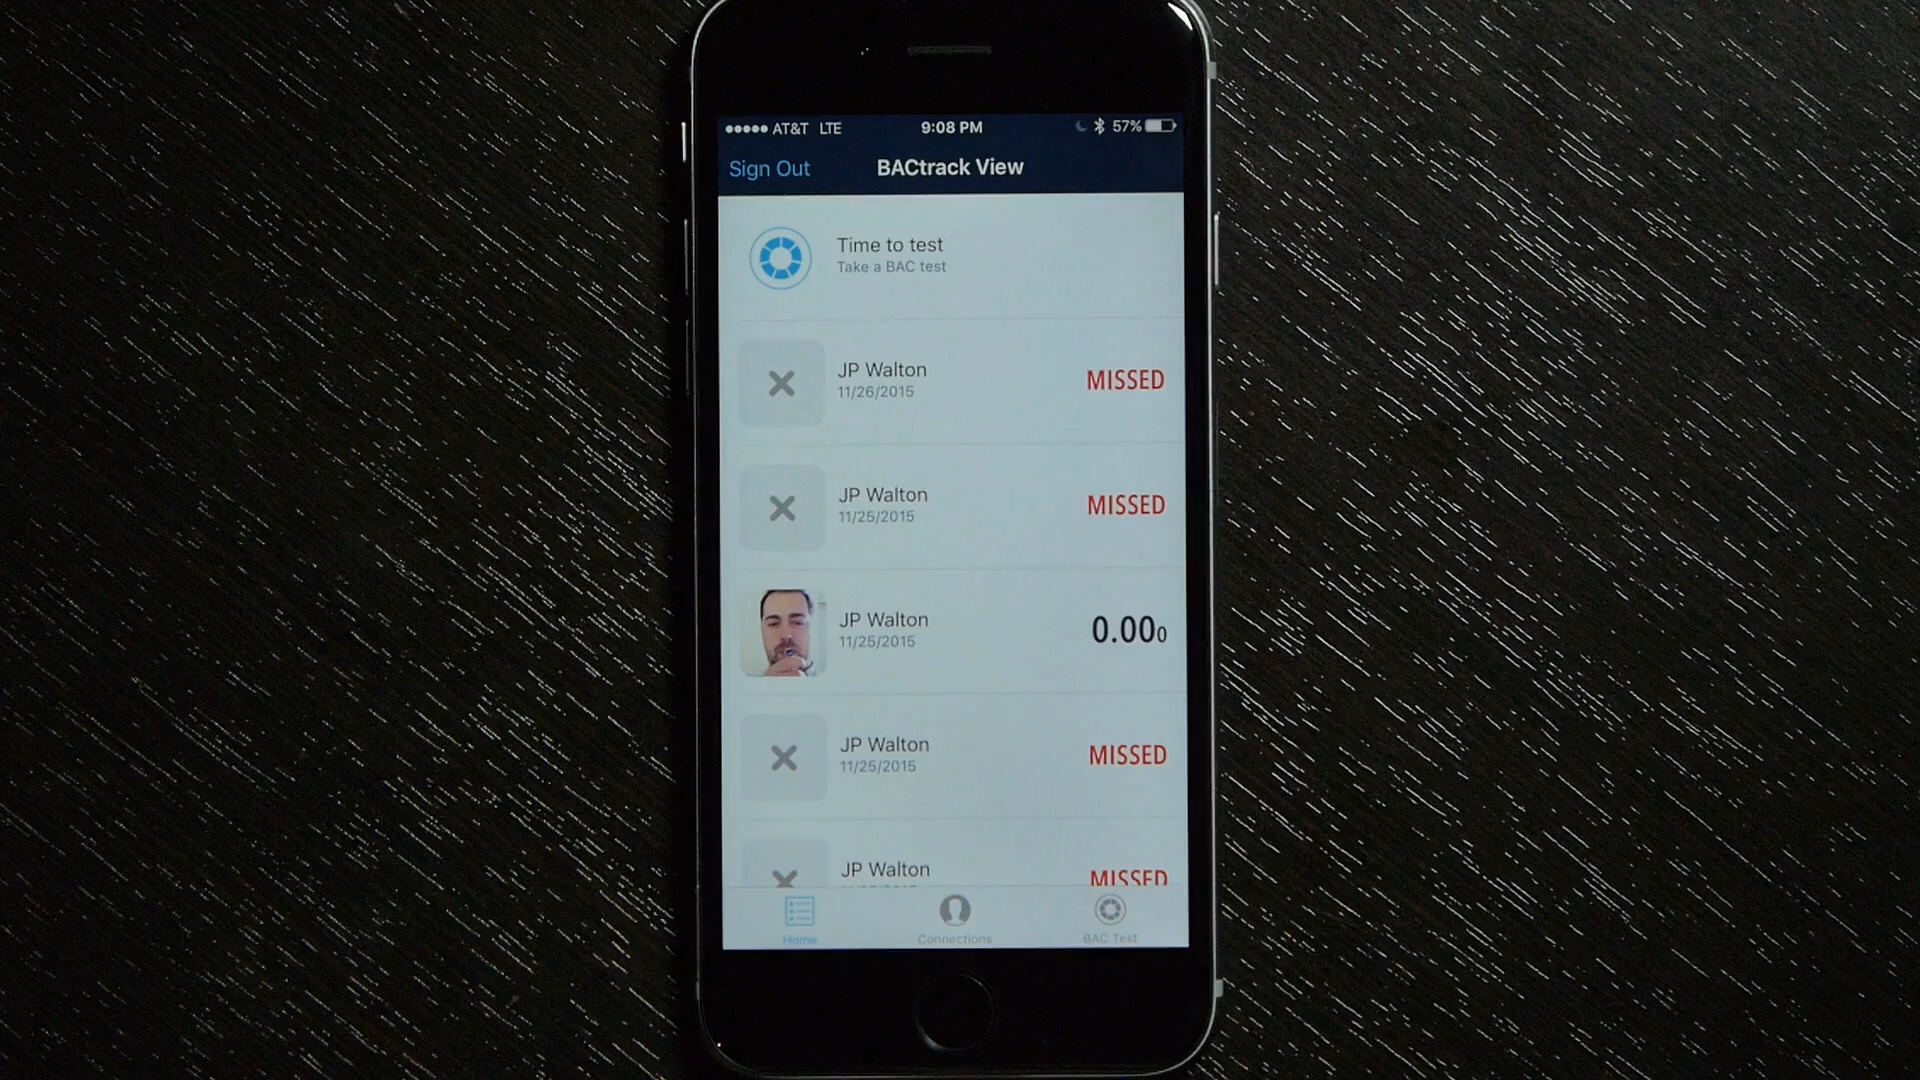 AT&T LTE 9:08 PM 57%
Sign Out BACtrack View
Time to test
Take a BAC test
JP Walton
11/26/2015
MISSED
JP Walton
11/25/2015
MISSED
JP Walton
11/25/2015
0.000
JP Walton
11/25/2015
MISSED
JP Walton
MISSED
Home Connections BAC Test